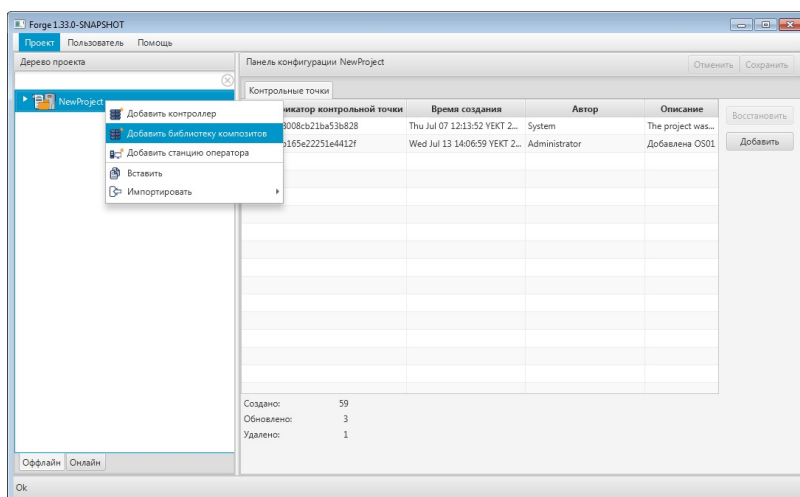 Forge 1.33.0-SNAPSHOT
Проект Пользователь Помощь
Дерево проекта
Панель конфигурации NewProject
Отменить Сохранить
Контрольные точки
NewProject
Добавить контроллер
Добавить библиотеку композитов
Добавить станцию оператора
Вставить
Импортировать
контрольной точки Время создания Автор Описание
Thu Jul 07 12:13:52 YEKT 2... System The project was...
Wed Jul 13 14:06:59 YEKT 2... Administrator Добавлена OS01
Восстановить
Добавить
Создано: 59
Обновлено: 3
Удалено: 1
Оффлайн Онлайн
Ok